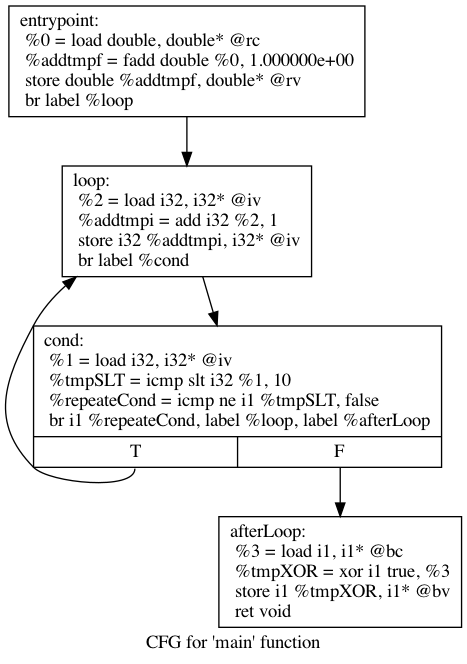 entrypoint:
%0 = load double, double* @rc
%addtmpf = fadd double %0, 1.000000e+00
store double %addtmpf, double* @rv
br label %loop
loop:
%2 = load i32, i32* @iv
%addtmpi = add i32 %2, 1
store i32 %addtmpi, i32* @iv
br label %cond
cond:
%1 = load i32, i32* @iv
%tmpSLT = icmp slt i32 %1, 10
%repeateCond = icmp ne i1 %tmpSLT, false
br i1 %repeateCond, label %loop, label %afterLoop
T F
afterLoop:
%3 = load i1, i1* @bc
%tmpXOR = xor i1 true, %3
store i1 %tmpXOR, i1* @bv
ret void
CFG for 'main' function